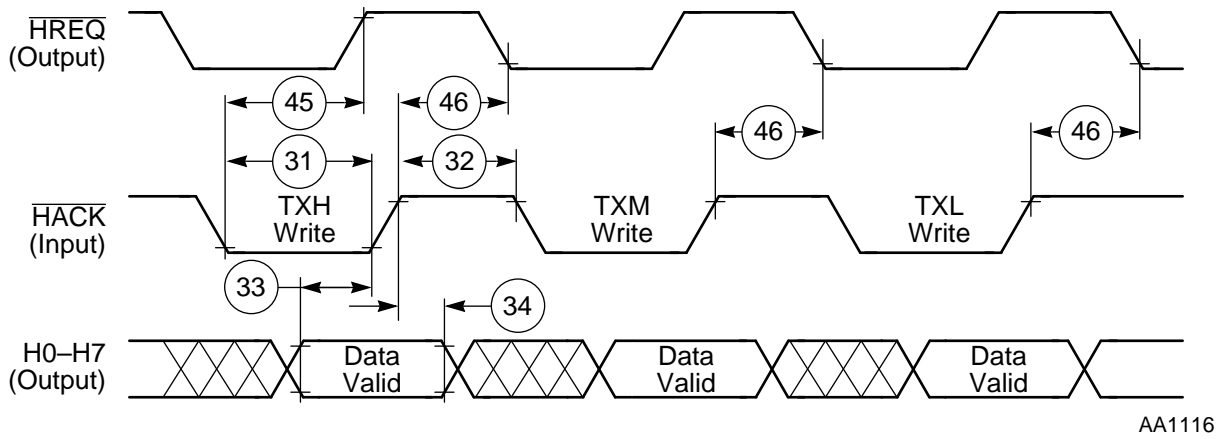 HREQ
(Output)
45
46
46
46
31
32
HACK
(Input)
TXH
Write
TXM
Write
TXL
Write
33
34
H0–H7
(Output)
Data
Valid
Data
Valid
Data
Valid
AA1116